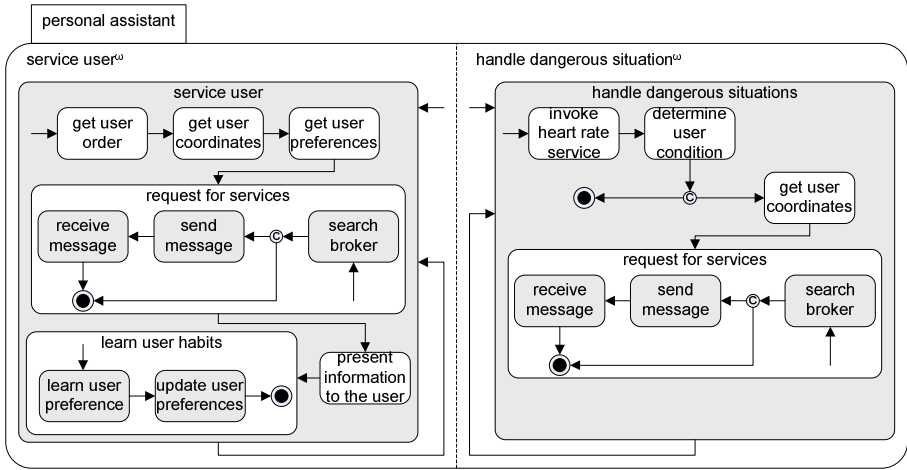 personal assistant
service userω
service user
get user
order
get user
coordinates
get user
preferences
request for services
receive
message
send
message
C
search
broker
learn user habits
learn user
preference
update user
preferences
present
information
to the user
handle dangerous situationω
handle dangerous situations
invoke
heart rate
service
determine
user
condition
C
get user
coordinates
request for services
receive
message
send
message
C
search
broker